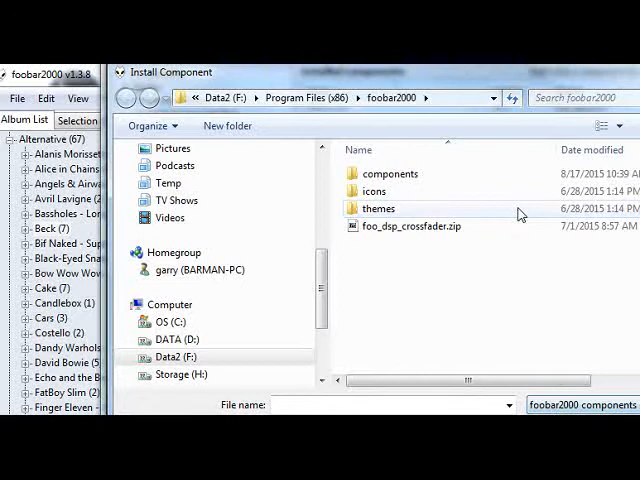 foobar2000 v1.3.8
File Edit View
Album List Selection
Alternative (67)
Alanis Morisset
Alice in Chains
Angels & Airwa
Avril Lavigne (2)
Bassholes - Lon
Beck (7)
Bif Naked - Sup
Black-Eyed Sna
Bow Wow Wow
Cake (7)
Candlebox (1)
Cars (3)
Costello (2)
Dandy Warhols
David Bowie (5)
Echo and the B
FatBoy Slim (2)
Finger Eleven -
Install Component
Data2 (F:) Program Files (x86) foobar2000
Search foobar2000
Organize New folder
Pictures
Podcasts
Temp
TV Shows
Videos
Homegroup
garry (BARMAN-PC)
Computer
OS (C:)
DATA (D:)
Data2 (F:)
Storage (H:)
Name Date modified
components 8/17/2015 10:39 A
icons 6/28/2015 1:14 PM
themes 6/28/2015 1:14 PM
foo_dsp_crossfader.zip 7/1/2015 8:57 AM
File name: foobar2000 components